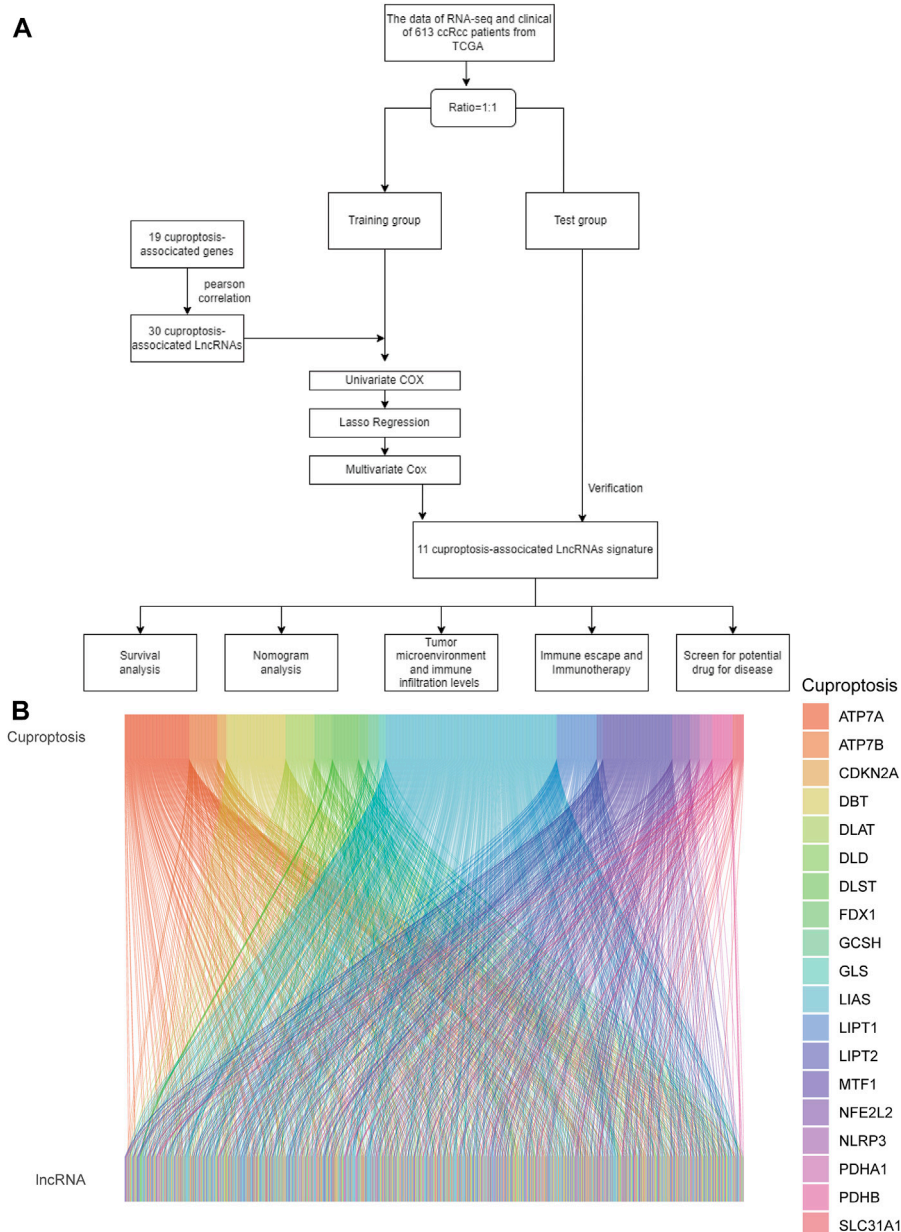 A
The data of RNA-seq and clinical
of 613 ccRcc patients from
TCGA
Ratio=1:1
Training group
Test group
19 cuproptosis-
associcated genes
pearson
correlation
30 cuproptosis-
associcated LncRNAs
Univariate COX
Lasso Regression
Multivariate Cox
Verification
11 cuproptosis-associcated LncRNAs signature
Survival
analysis
Nomogram
analysis
Tumor
microenvironment
and immune
infiltration levels
Immune escape and
Immunotherapy
Screen for potential
drug for disease
B
Cuproptosis
lncRNA
Cuproptosis
ATP7A
ATP7B
CDKN2A
DBT
DLAT
DLD
DLST
FDX1
GCSH
GLS
LIAS
LIPT1
LIPT2
MTF1
NFE2L2
NLRP3
PDHA1
PDHB
SLC31A1